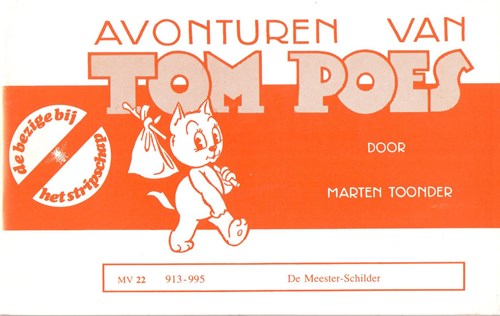 AVONTUREN VAN
TOM POES
de bezige bij
het stripschap
DOOR
MARTEN TOONDER
MV 22 913-995 De Meester-Schilder